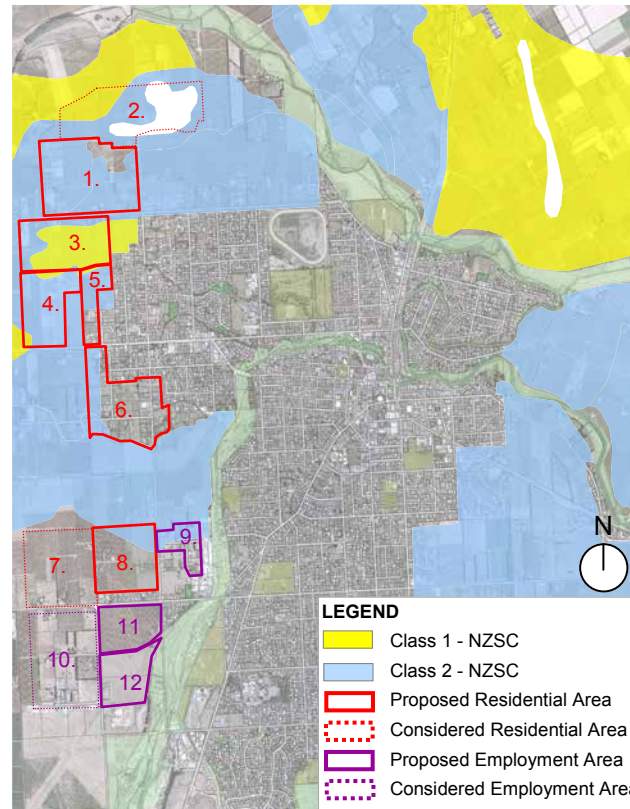 2.
1.
3.
5.
4.
6.
9.
7.
8.
N
11
10.
12
LEGEND
Class 1 - NZSC
Class 2 - NZSC
Proposed Residential Area
Considered Residential Area
Proposed Employment Area
Considered Employment Area